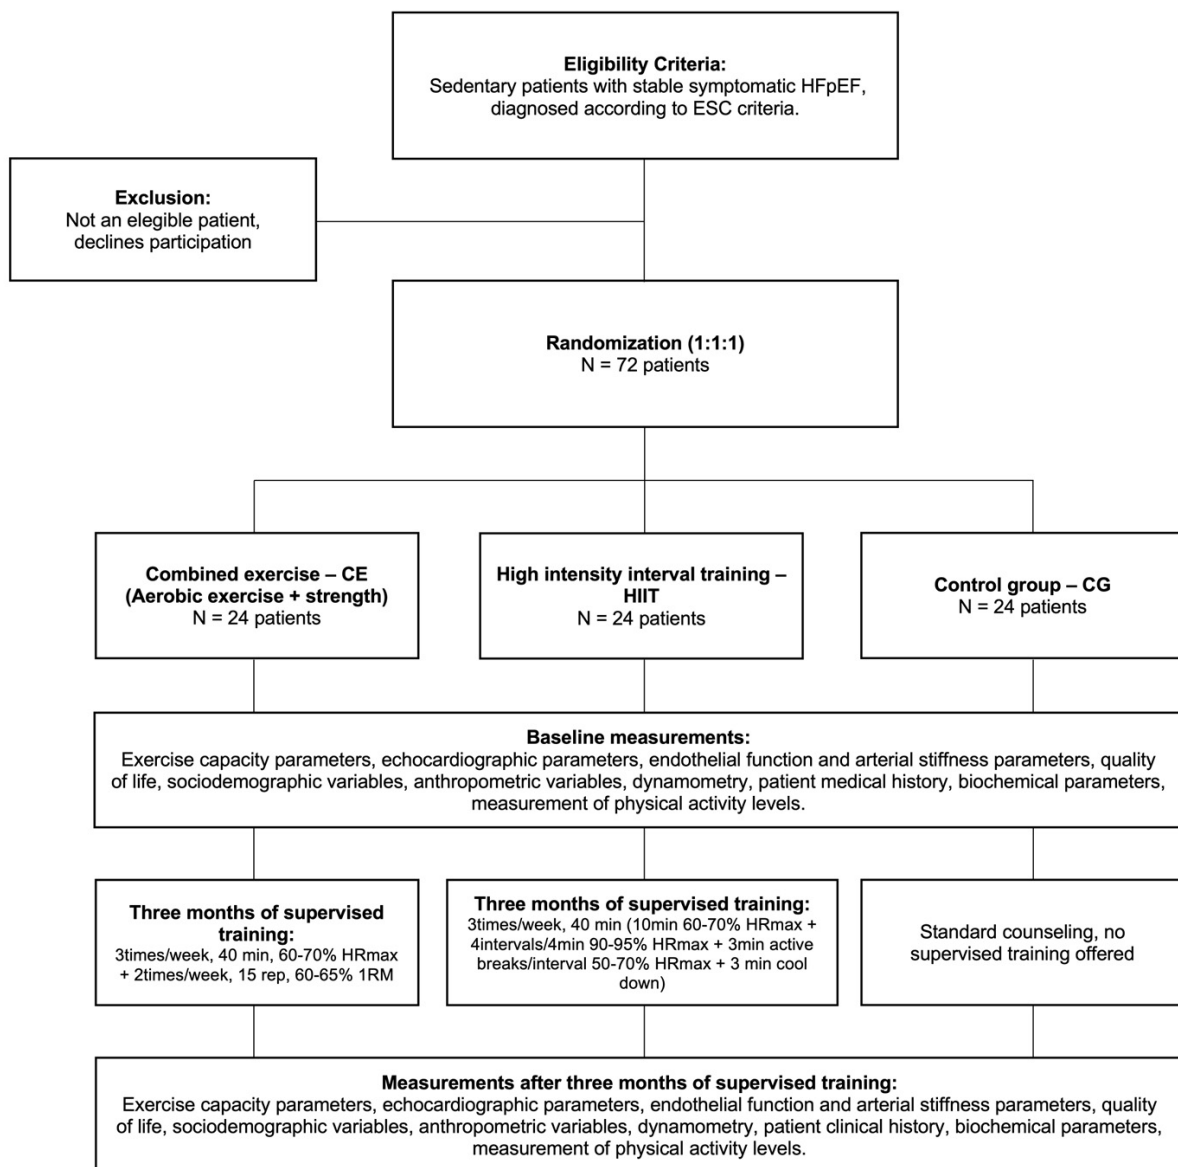 Eligibility Criteria:
Sedentary patients with stable symptomatic HFpEF,
diagnosed according to ESC criteria.
Exclusion:
Not an elegible patient,
declines participation
Randomization (1:1:1)
N = 72 patients
Combined exercise – CE
(Aerobic exercise + strength)
N = 24 patients
High intensity interval training –
HIIT
N = 24 patients
Control group – CG
N = 24 patients
Baseline measurements:
Exercise capacity parameters, echocardiographic parameters, endothelial function and arterial stiffness parameters, quality
of life, sociodemographic variables, anthropometric variables, dynamometry, patient medical history, biochemical parameters,
measurement of physical activity levels.
Three months of supervised
training:
3times/week, 40 min, 60-70% HRmax
+ 2times/week, 15 rep, 60-65% 1RM
Three months of supervised training:
3times/week, 40 min (10min 60-70% HRmax +
4intervals/4min 90-95% HRmax + 3min active
breaks/interval 50-70% HRmax + 3 min cool
down)
Standard counseling, no
supervised training offered
Measurements after three months of supervised training:
Exercise capacity parameters, echocardiographic parameters, endothelial function and arterial stiffness parameters, quality
of life, sociodemographic variables, anthropometric variables, dynamometry, patient clinical history, biochemical parameters,
measurement of physical activity levels.